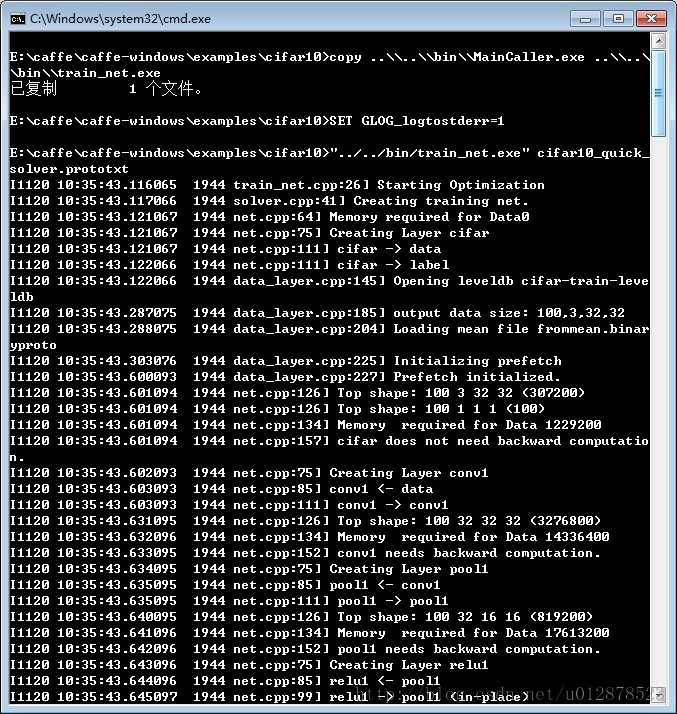 C:\Windows\system32\cmd.exe
E:\caffe\caffe-windows\examples\cifar10>copy ..\\..\\bin\\MainCaller.exe ..\\..\
\bin\\train_net.exe
已复制         1 个文件。
E:\caffe\caffe-windows\examples\cifar10>SET GLOG_logtostderr=1
E:\caffe\caffe-windows\examples\cifar10>"../../bin/train_net.exe" cifar10_quick_
solver.prototxt
I1120 10:35:43.116065  1944 train_net.cpp:26] Starting Optimization
I1120 10:35:43.117066  1944 solver.cpp:41] Creating training net.
I1120 10:35:43.121067  1944 net.cpp:64] Memory required for Data0
I1120 10:35:43.121067  1944 net.cpp:75] Creating Layer cifar
I1120 10:35:43.121067  1944 net.cpp:111] cifar -> data
I1120 10:35:43.122066  1944 net.cpp:111] cifar -> label
I1120 10:35:43.122066  1944 data_layer.cpp:145] Opening leveldb cifar-train-leve
ldb
I1120 10:35:43.287075  1944 data_layer.cpp:185] output data size: 100,3,32,32
I1120 10:35:43.288075  1944 data_layer.cpp:204] Loading mean file frommean.binar
yproto
I1120 10:35:43.303076  1944 data_layer.cpp:225] Initializing prefetch
I1120 10:35:43.600093  1944 data_layer.cpp:227] Prefetch initialized.
I1120 10:35:43.601094  1944 net.cpp:126] Top shape: 100 3 32 32 (307200)
I1120 10:35:43.601094  1944 net.cpp:126] Top shape: 100 1 1 1 (100)
I1120 10:35:43.601094  1944 net.cpp:134] Memory  required for Data 1229200
I1120 10:35:43.601094  1944 net.cpp:157] cifar does not need backward computatio
n.
I1120 10:35:43.602093  1944 net.cpp:75] Creating Layer conv1
I1120 10:35:43.603093  1944 net.cpp:85] conv1 <- data
I1120 10:35:43.603093  1944 net.cpp:111] conv1 -> conv1
I1120 10:35:43.631095  1944 net.cpp:126] Top shape: 100 32 32 32 (3276800)
I1120 10:35:43.632096  1944 net.cpp:134] Memory  required for Data 14336400
I1120 10:35:43.633095  1944 net.cpp:152] conv1 needs backward computation.
I1120 10:35:43.634095  1944 net.cpp:75] Creating Layer pool1
I1120 10:35:43.635095  1944 net.cpp:85] pool1 <- conv1
I1120 10:35:43.635095  1944 net.cpp:111] pool1 -> pool1
I1120 10:35:43.640095  1944 net.cpp:126] Top shape: 100 32 16 16 (819200)
I1120 10:35:43.641096  1944 net.cpp:134] Memory  required for Data 17613200
I1120 10:35:43.642096  1944 net.cpp:152] pool1 needs backward computation.
I1120 10:35:43.643096  1944 net.cpp:75] Creating Layer relu1
I1120 10:35:43.644096  1944 net.cpp:85] relu1 <- pool1
I1120 10:35:43.645097  1944 net.cpp:99] relu1 -> pool1 (in-place)